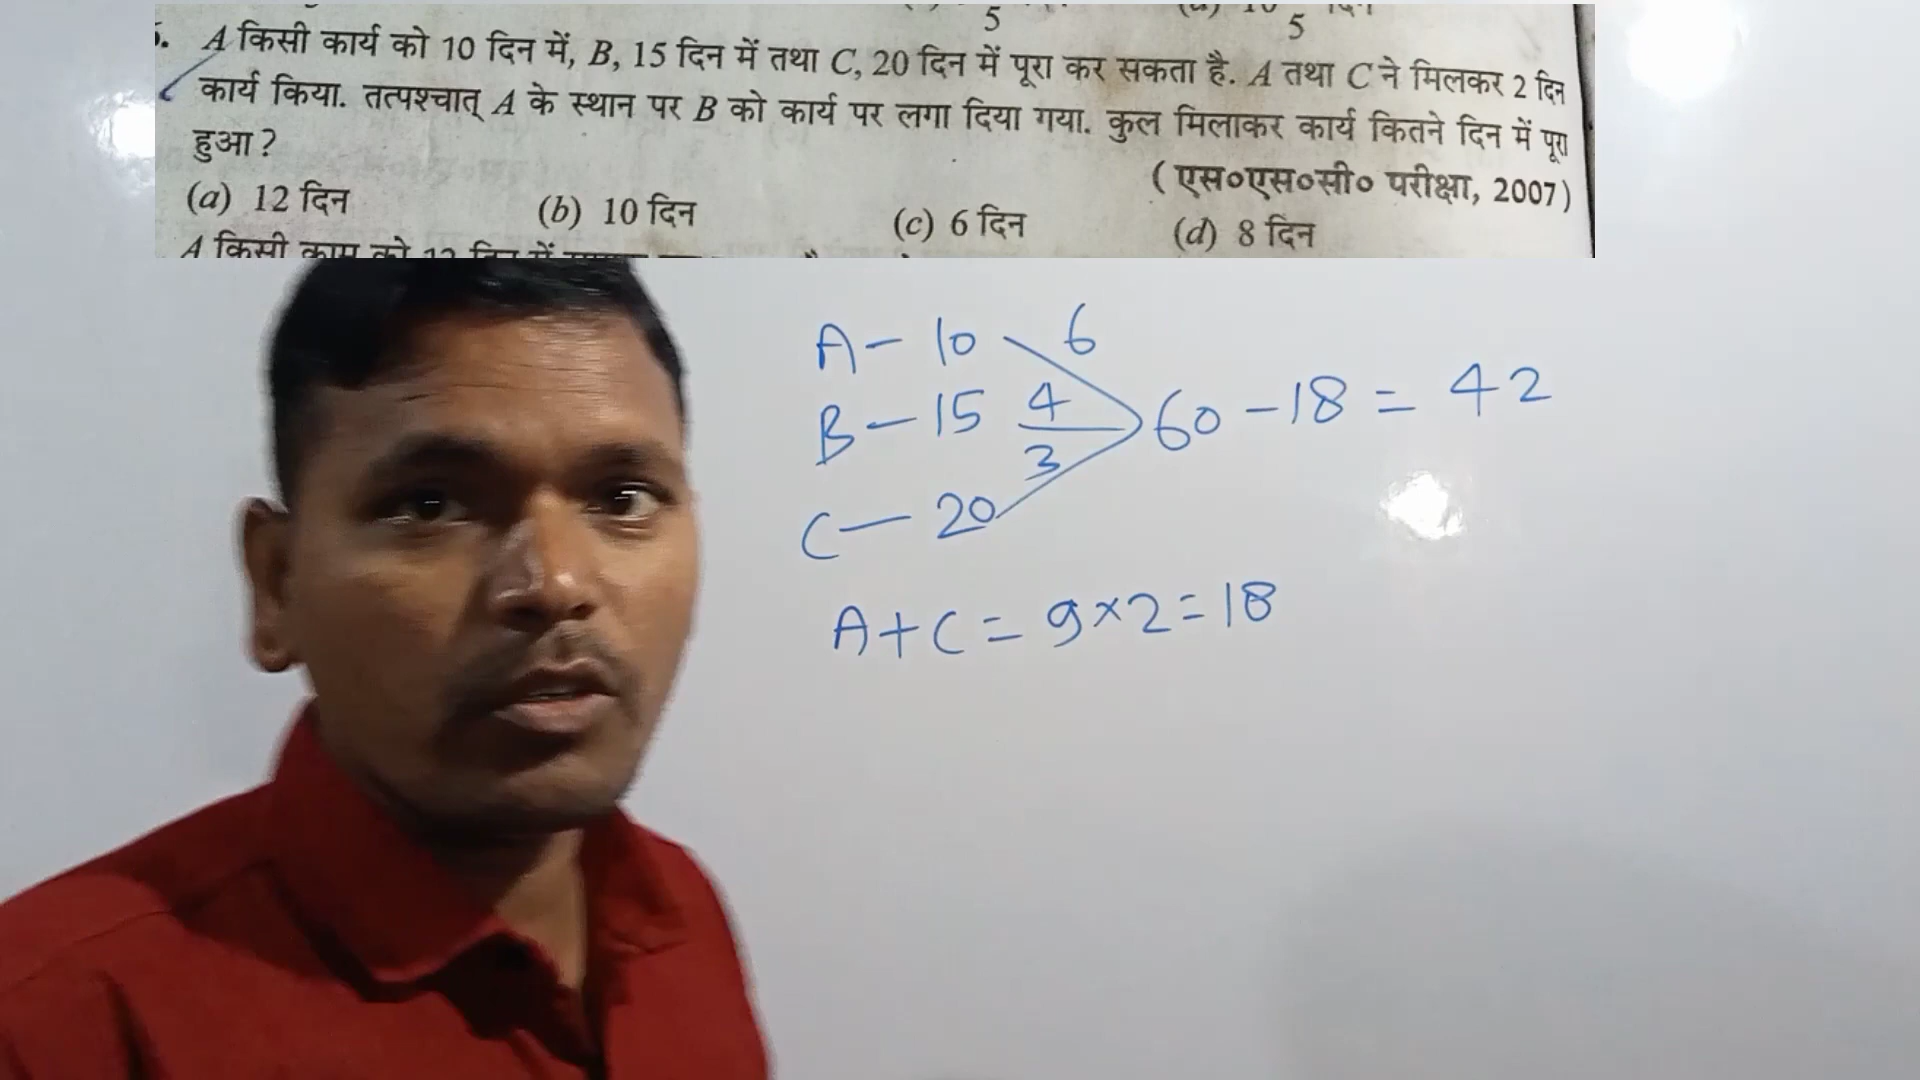 5 5
5. A किसी कार्य को 10 दिन में, B, 15 दिन में तथा C, 20 दिन में पूरा कर सकता है. A तथा C ने मिलकर 2 दिन
कार्य किया. तत्पश्चात् A के स्थान पर B को कार्य पर लगा दिया गया. कुल मिलाकर कार्य कितने दिन में पूरा
हुआ ?
( एस०एस०सी० परीक्षा, 2007)
(a) 12 दिन (b) 10 दिन (c) 6 दिन (d) 8 दिन
A किसी काम को 12 दिन में
A - 10 6
B - 15 4 60 - 18 = 42
3
C - 20
A + C = 9 × 2 = 18